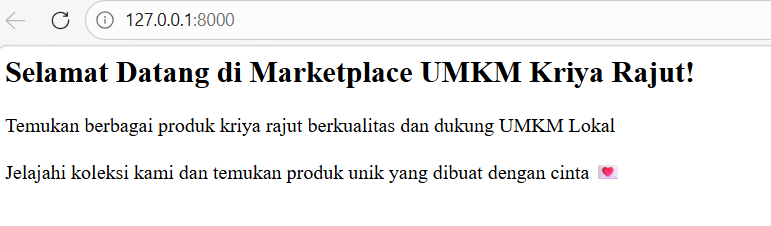 127.0.0.1:8000
Selamat Datang di Marketplace UMKM Kriya Rajut!
Temukan berbagai produk kriya rajut berkualitas dan dukung UMKM Lokal
Jelajahi koleksi kami dan temukan produk unik yang dibuat dengan cinta 💌